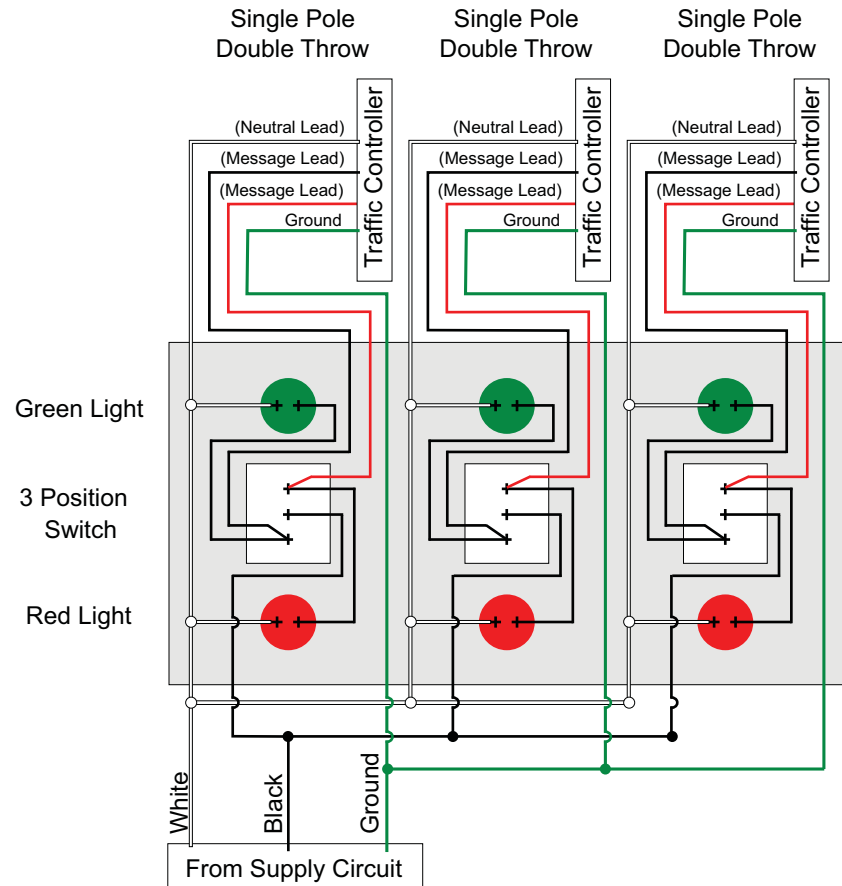 Single Pole
Double Throw
Single Pole
Double Throw
Single Pole
Double Throw
(Neutral Lead)
(Message Lead)
(Message Lead)
Ground
Traffic Controller
(Neutral Lead)
(Message Lead)
(Message Lead)
Ground
Traffic Controller
(Neutral Lead)
(Message Lead)
(Message Lead)
Ground
Traffic Controller
Green Light
3 Position
Switch
Red Light
White
Black
Ground
From Supply Circuit